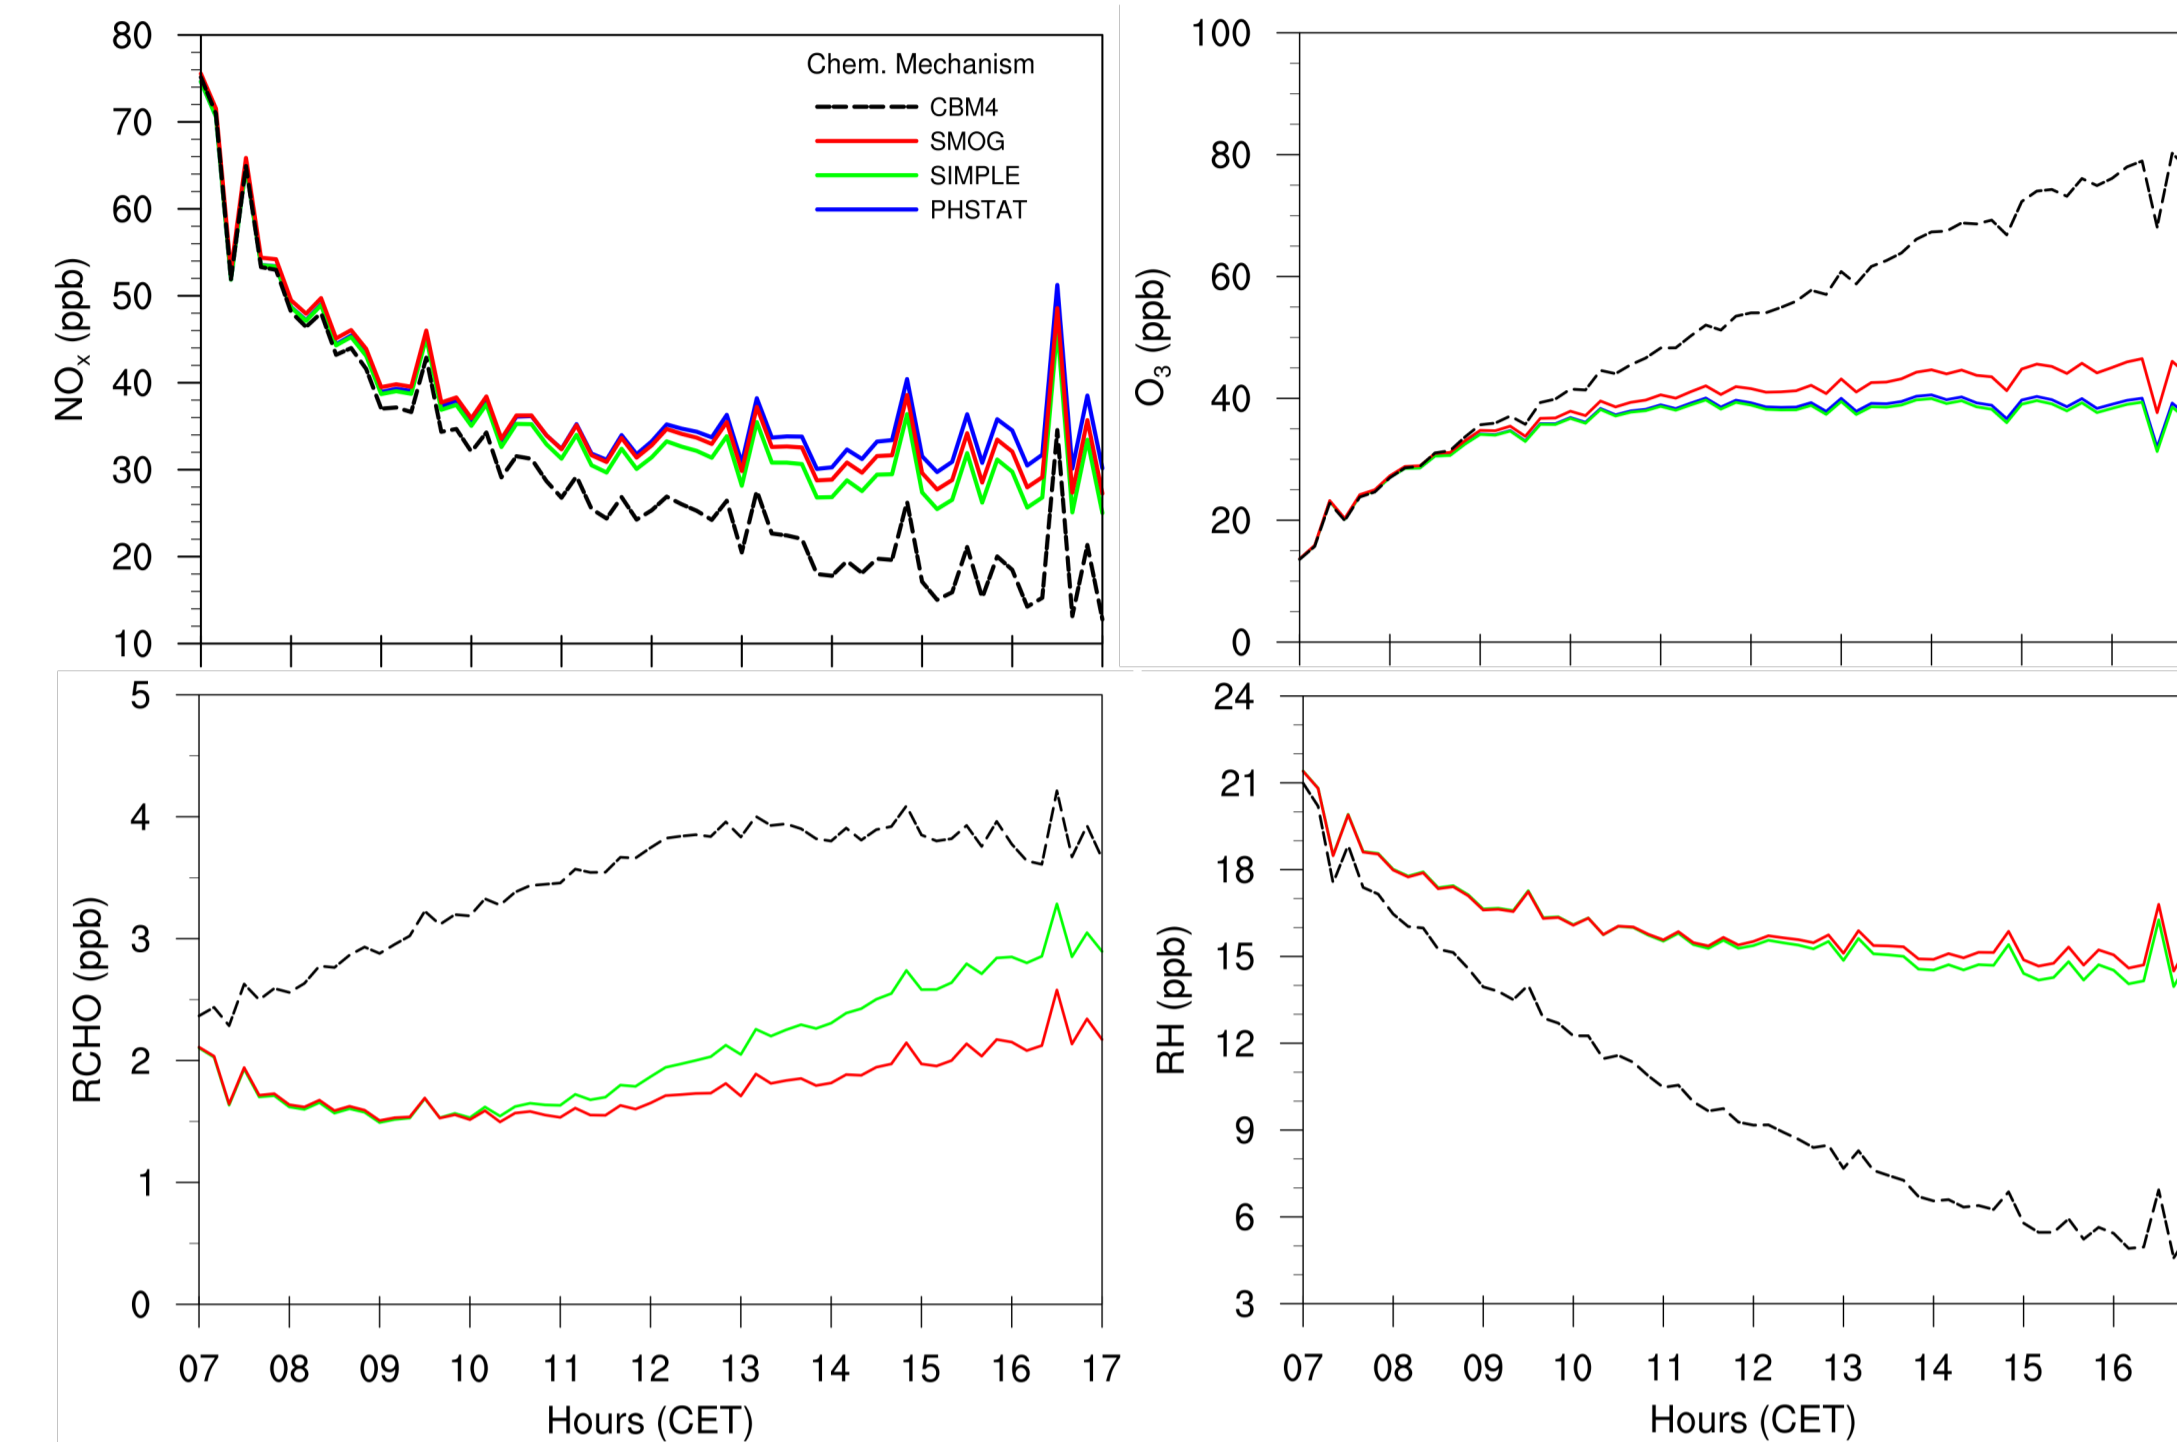 80
70
60
50
40
30
20
10
NOx (ppb)
Chem. Mechanism
CBM4
SMOG
SIMPLE
PHSTAT
100
80
60
40
20
0
O3 (ppb)
5
4
3
2
1
0
RCHO (ppb)
07 08 09 10 11 12 13 14 15 16 17
Hours (CET)
24
21
18
15
12
9
6
3
RH (ppb)
07 08 09 10 11 12 13 14 15 16
Hours (CET)